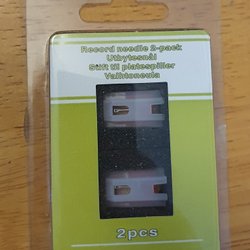 Record needle 2-pack
Utbytesnål
Stift til platespiller
Vaihtoneula
2pcs